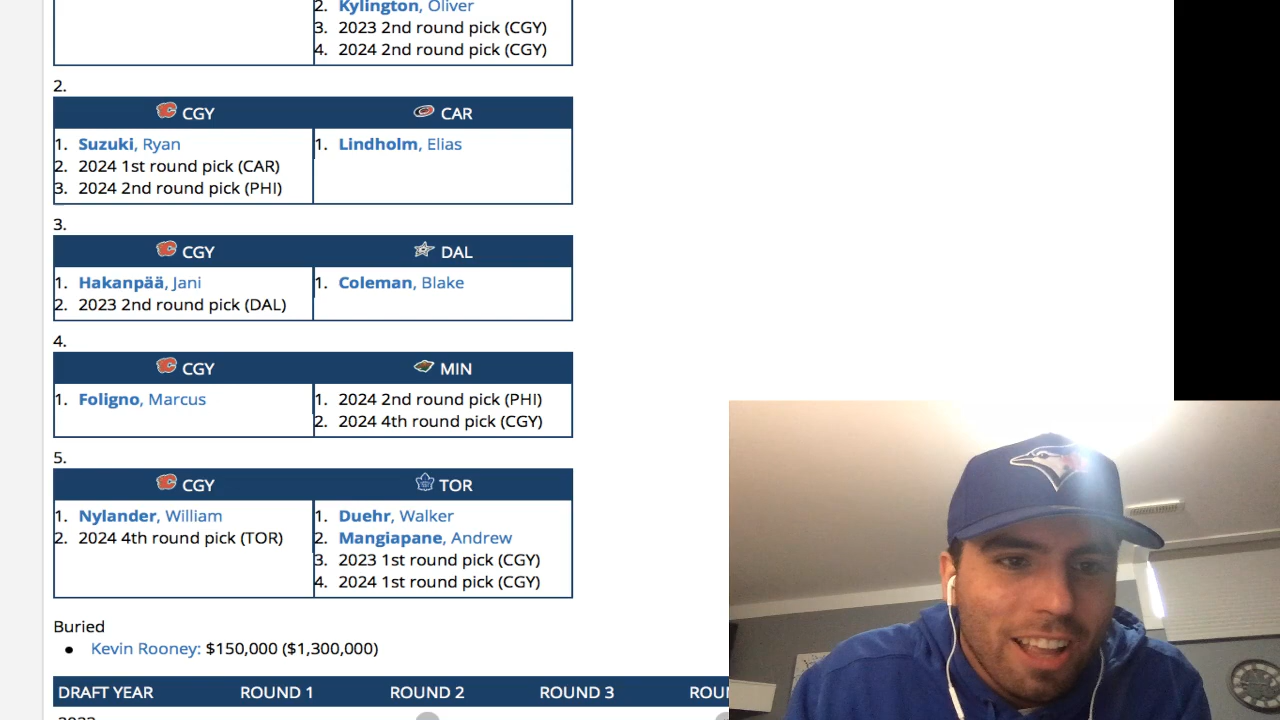 2. Kylington, Oliver
3. 2023 2nd round pick (CGY)
4. 2024 2nd round pick (CGY)
2.
CGY CAR
1. Suzuki, Ryan 1. Lindholm, Elias
2. 2024 1st round pick (CAR)
3. 2024 2nd round pick (PHI)
3.
CGY DAL
1. Hakanpää, Jani 1. Coleman, Blake
2. 2023 2nd round pick (DAL)
4.
CGY MIN
1. Foligno, Marcus 1. 2024 2nd round pick (PHI)
2. 2024 4th round pick (CGY)
5.
CGY TOR
1. Nylander, William 1. Duehr, Walker
2. 2024 4th round pick (TOR) 2. Mangiapane, Andrew
3. 2023 1st round pick (CGY)
4. 2024 1st round pick (CGY)
Buried
• Kevin Rooney: $150,000 ($1,300,000)
DRAFT YEAR ROUND 1 ROUND 2 ROUND 3